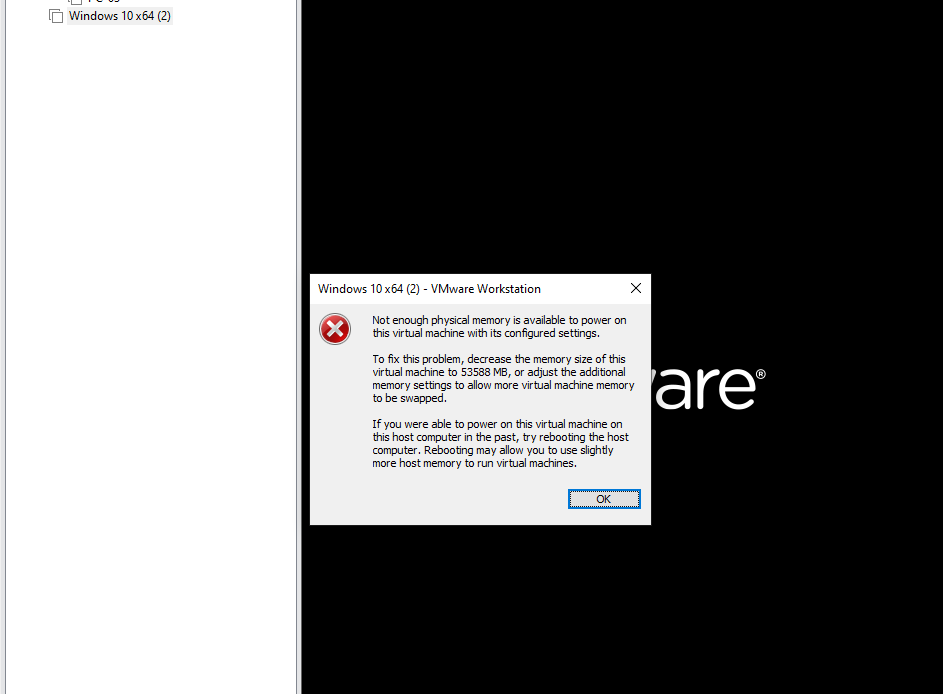 Windows 10 x64 (2)
Windows 10 x64 (2) - VMware Workstation
Not enough physical memory is available to power on
this virtual machine with its configured settings.
To fix this problem, decrease the memory size of this
virtual machine to 53588 MB, or adjust the additional
memory settings to allow more virtual machine memory
to be swapped.
If you were able to power on this virtual machine on
this host computer in the past, try rebooting the host
computer. Rebooting may allow you to use slightly
more host memory to run virtual machines.
are®
OK